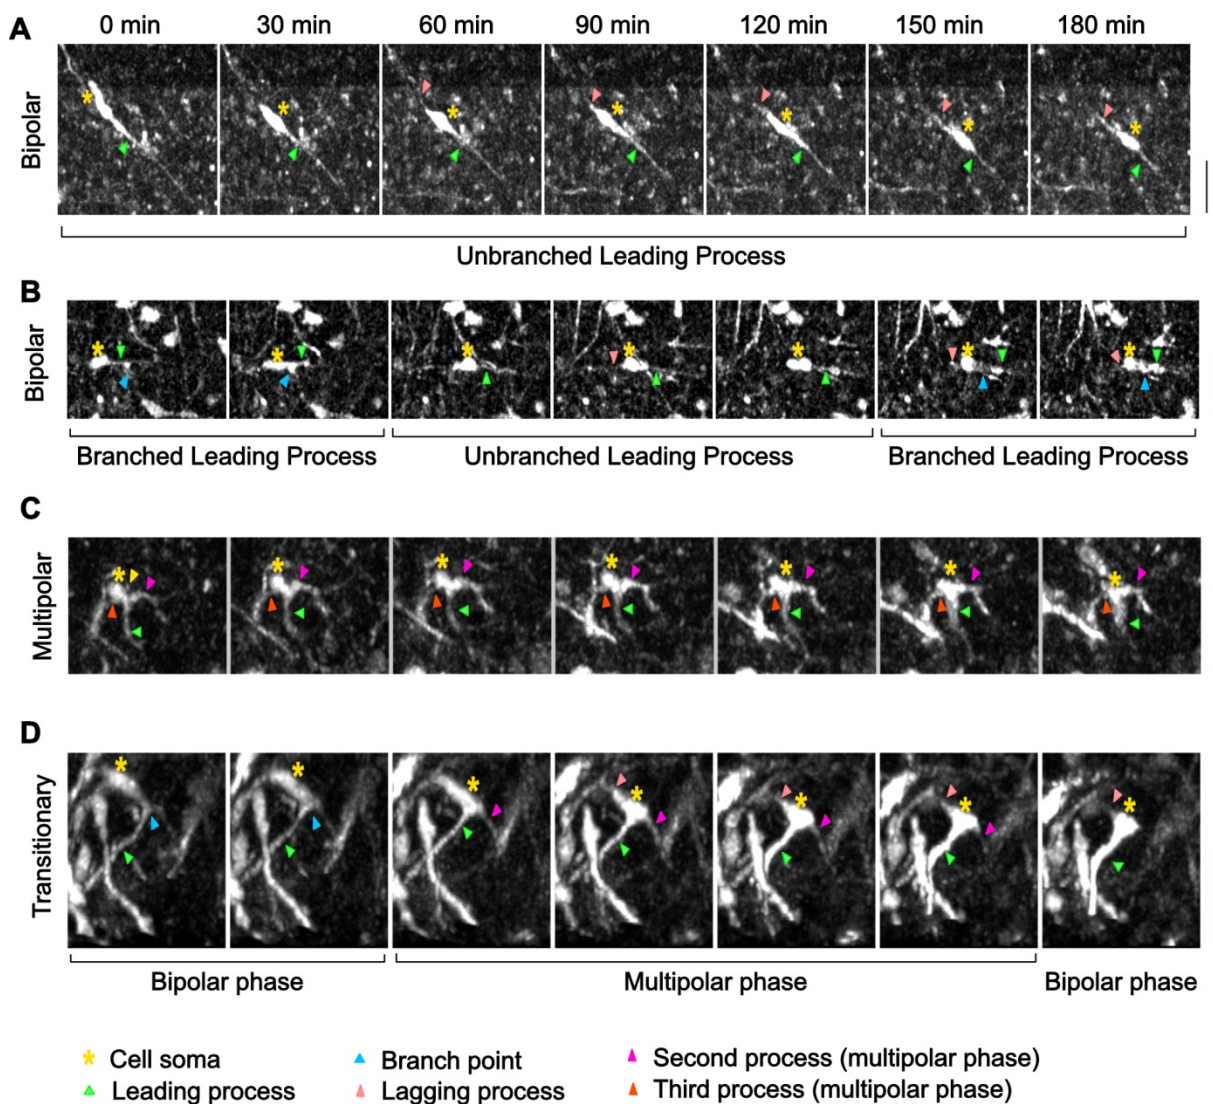 A
0 min 30 min 60 min 90 min 120 min 150 min 180 min
Bipolar
Unbranched Leading Process
B
Bipolar
Branched Leading Process Unbranched Leading Process Branched Leading Process
C
Multipolar
D
Transitionary
Bipolar phase Multipolar phase Bipolar phase
Cell soma Branch point Second process (multipolar phase)
Leading process Lagging process Third process (multipolar phase)